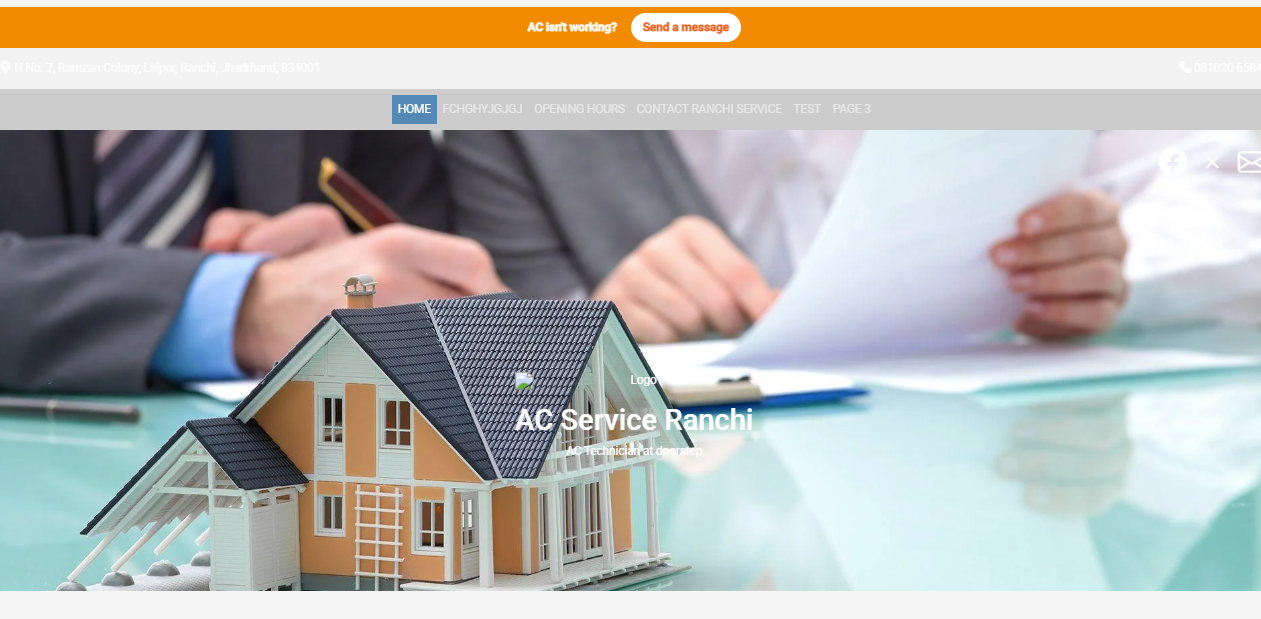 AC isn't working? Send a message
H No. 7, Ramzan Colony, Lalpur, Ranchi, Jharkhand, 834001
081020 6584
HOME FCHGHYJGJGJ OPENING HOURS CONTACT RANCHI SERVICE TEST PAGE 3
Logo
AC Service Ranchi
AC Technician at doorstep